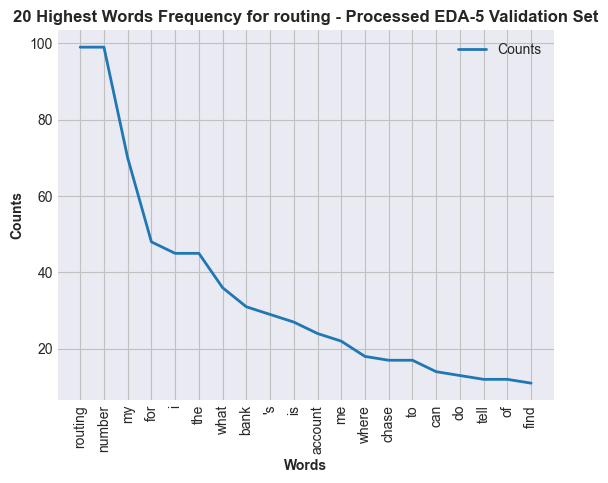 20 Highest Words Frequency for routing - Processed EDA-5 Validation Set
Counts
100
80
60
40
20
Counts
routing
number
my
for
i
the
what
bank
's
is
account
me
where
chase
to
can
do
tell
of
find
Words